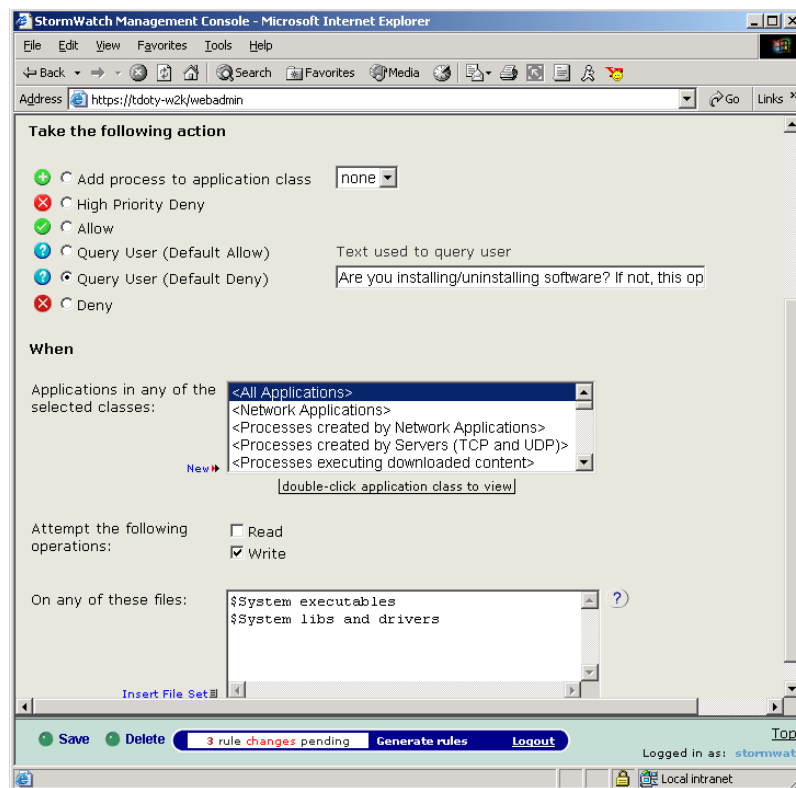 StormWatch Management Console - Microsoft Internet Explorer
File Edit View Favorites Tools Help
Back Search Favorites Media
Address https://tdoty-w2k/webadmin Go Links »
Take the following action
Add process to application class none
High Priority Deny
Allow
Query User (Default Allow) Text used to query user
Query User (Default Deny) Are you installing/uninstalling software? If not, this op
Deny
When
Applications in any of the selected classes:
<All Applications>
<Network Applications>
<Processes created by Network Applications>
<Processes created by Servers (TCP and UDP)>
<Processes executing downloaded content>
New
double-click application class to view
Attempt the following operations:
Read
Write
On any of these files:
$System executables
$System libs and drivers
?
Insert File Set
Save Delete 3 rule changes pending Generate rules Logout
Top
Logged in as: stormwat
Local intranet